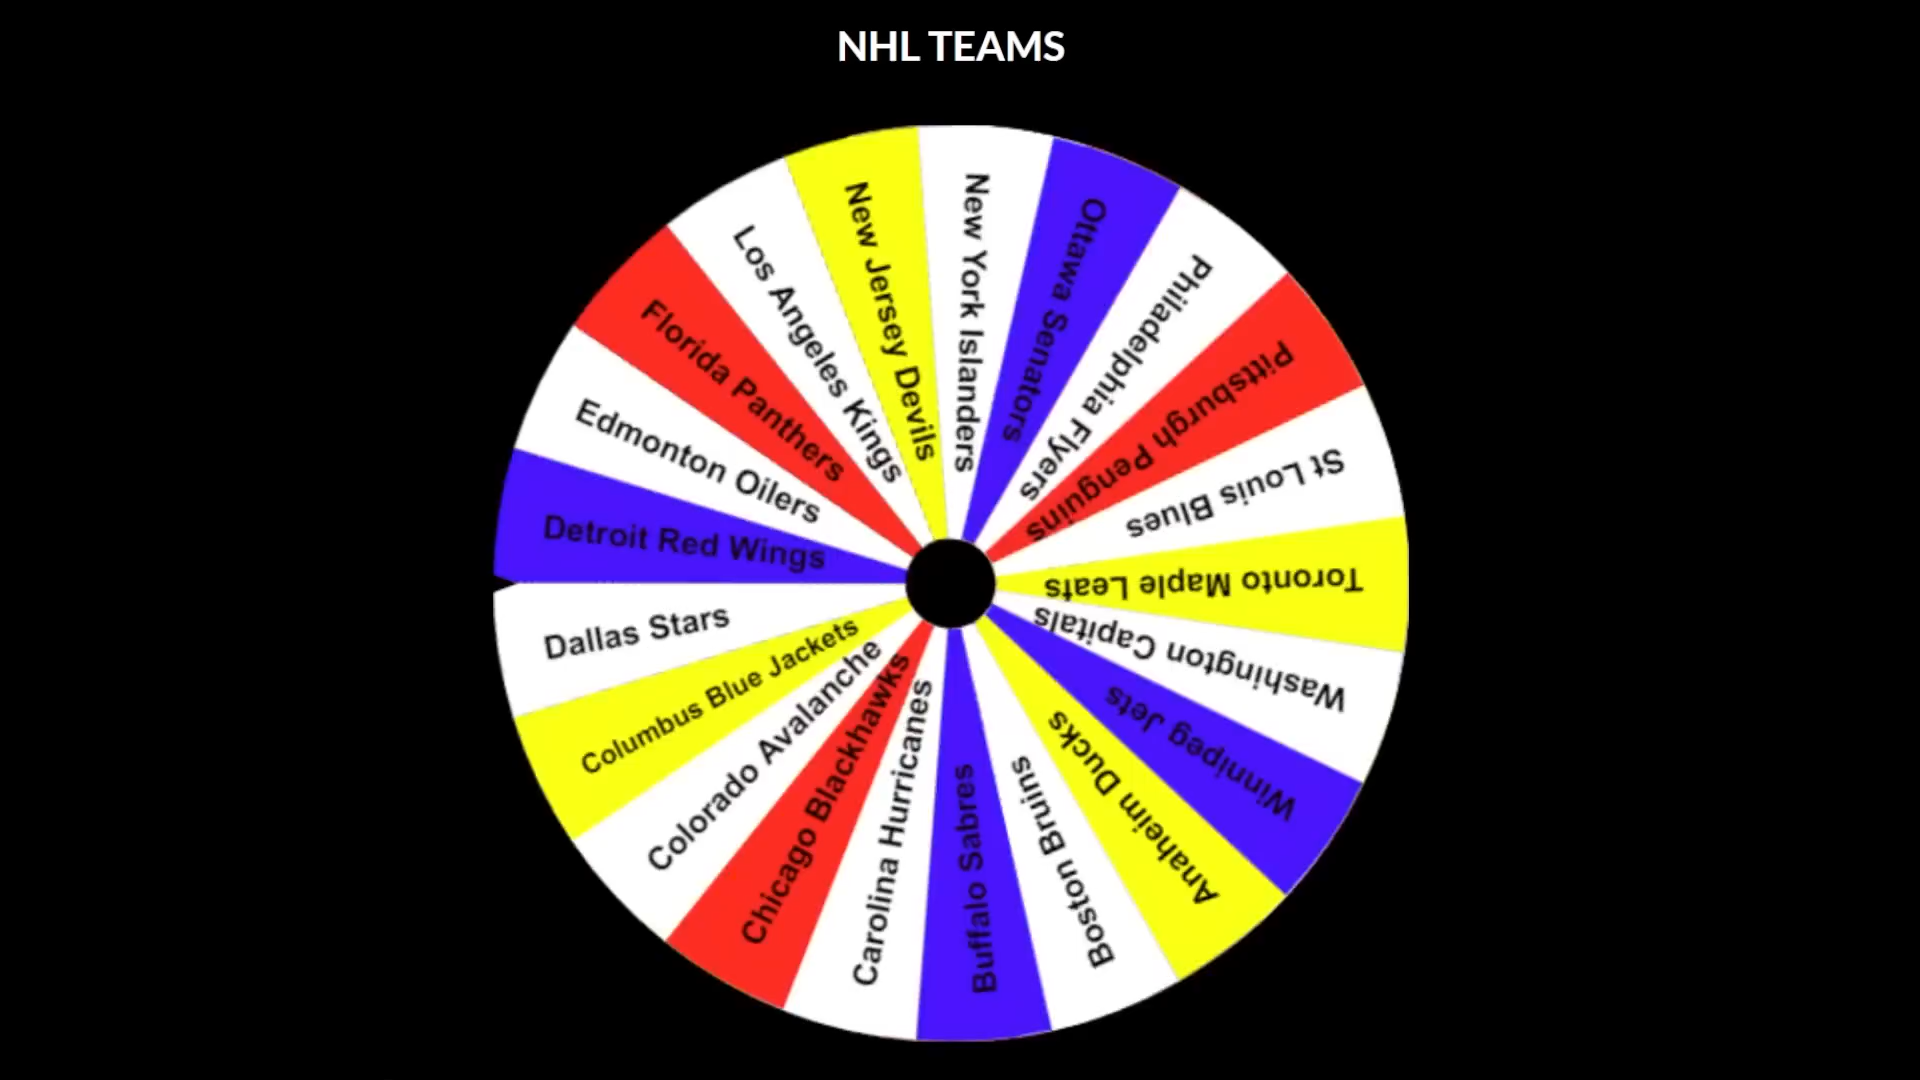 NHL TEAMS
New York Islanders
Ottawa Senators
Philadelphia Flyers
Pittsburgh Penguins
St Louis Blues
Toronto Maple Leafs
Washington Capitals
Winnipeg Jets
Anaheim Ducks
Boston Bruins
Buffalo Sabres
Carolina Hurricanes
Chicago Blackhawks
Colorado Avalanche
Columbus Blue Jackets
Dallas Stars
Detroit Red Wings
Edmonton Oilers
Florida Panthers
Los Angeles Kings
New Jersey Devils